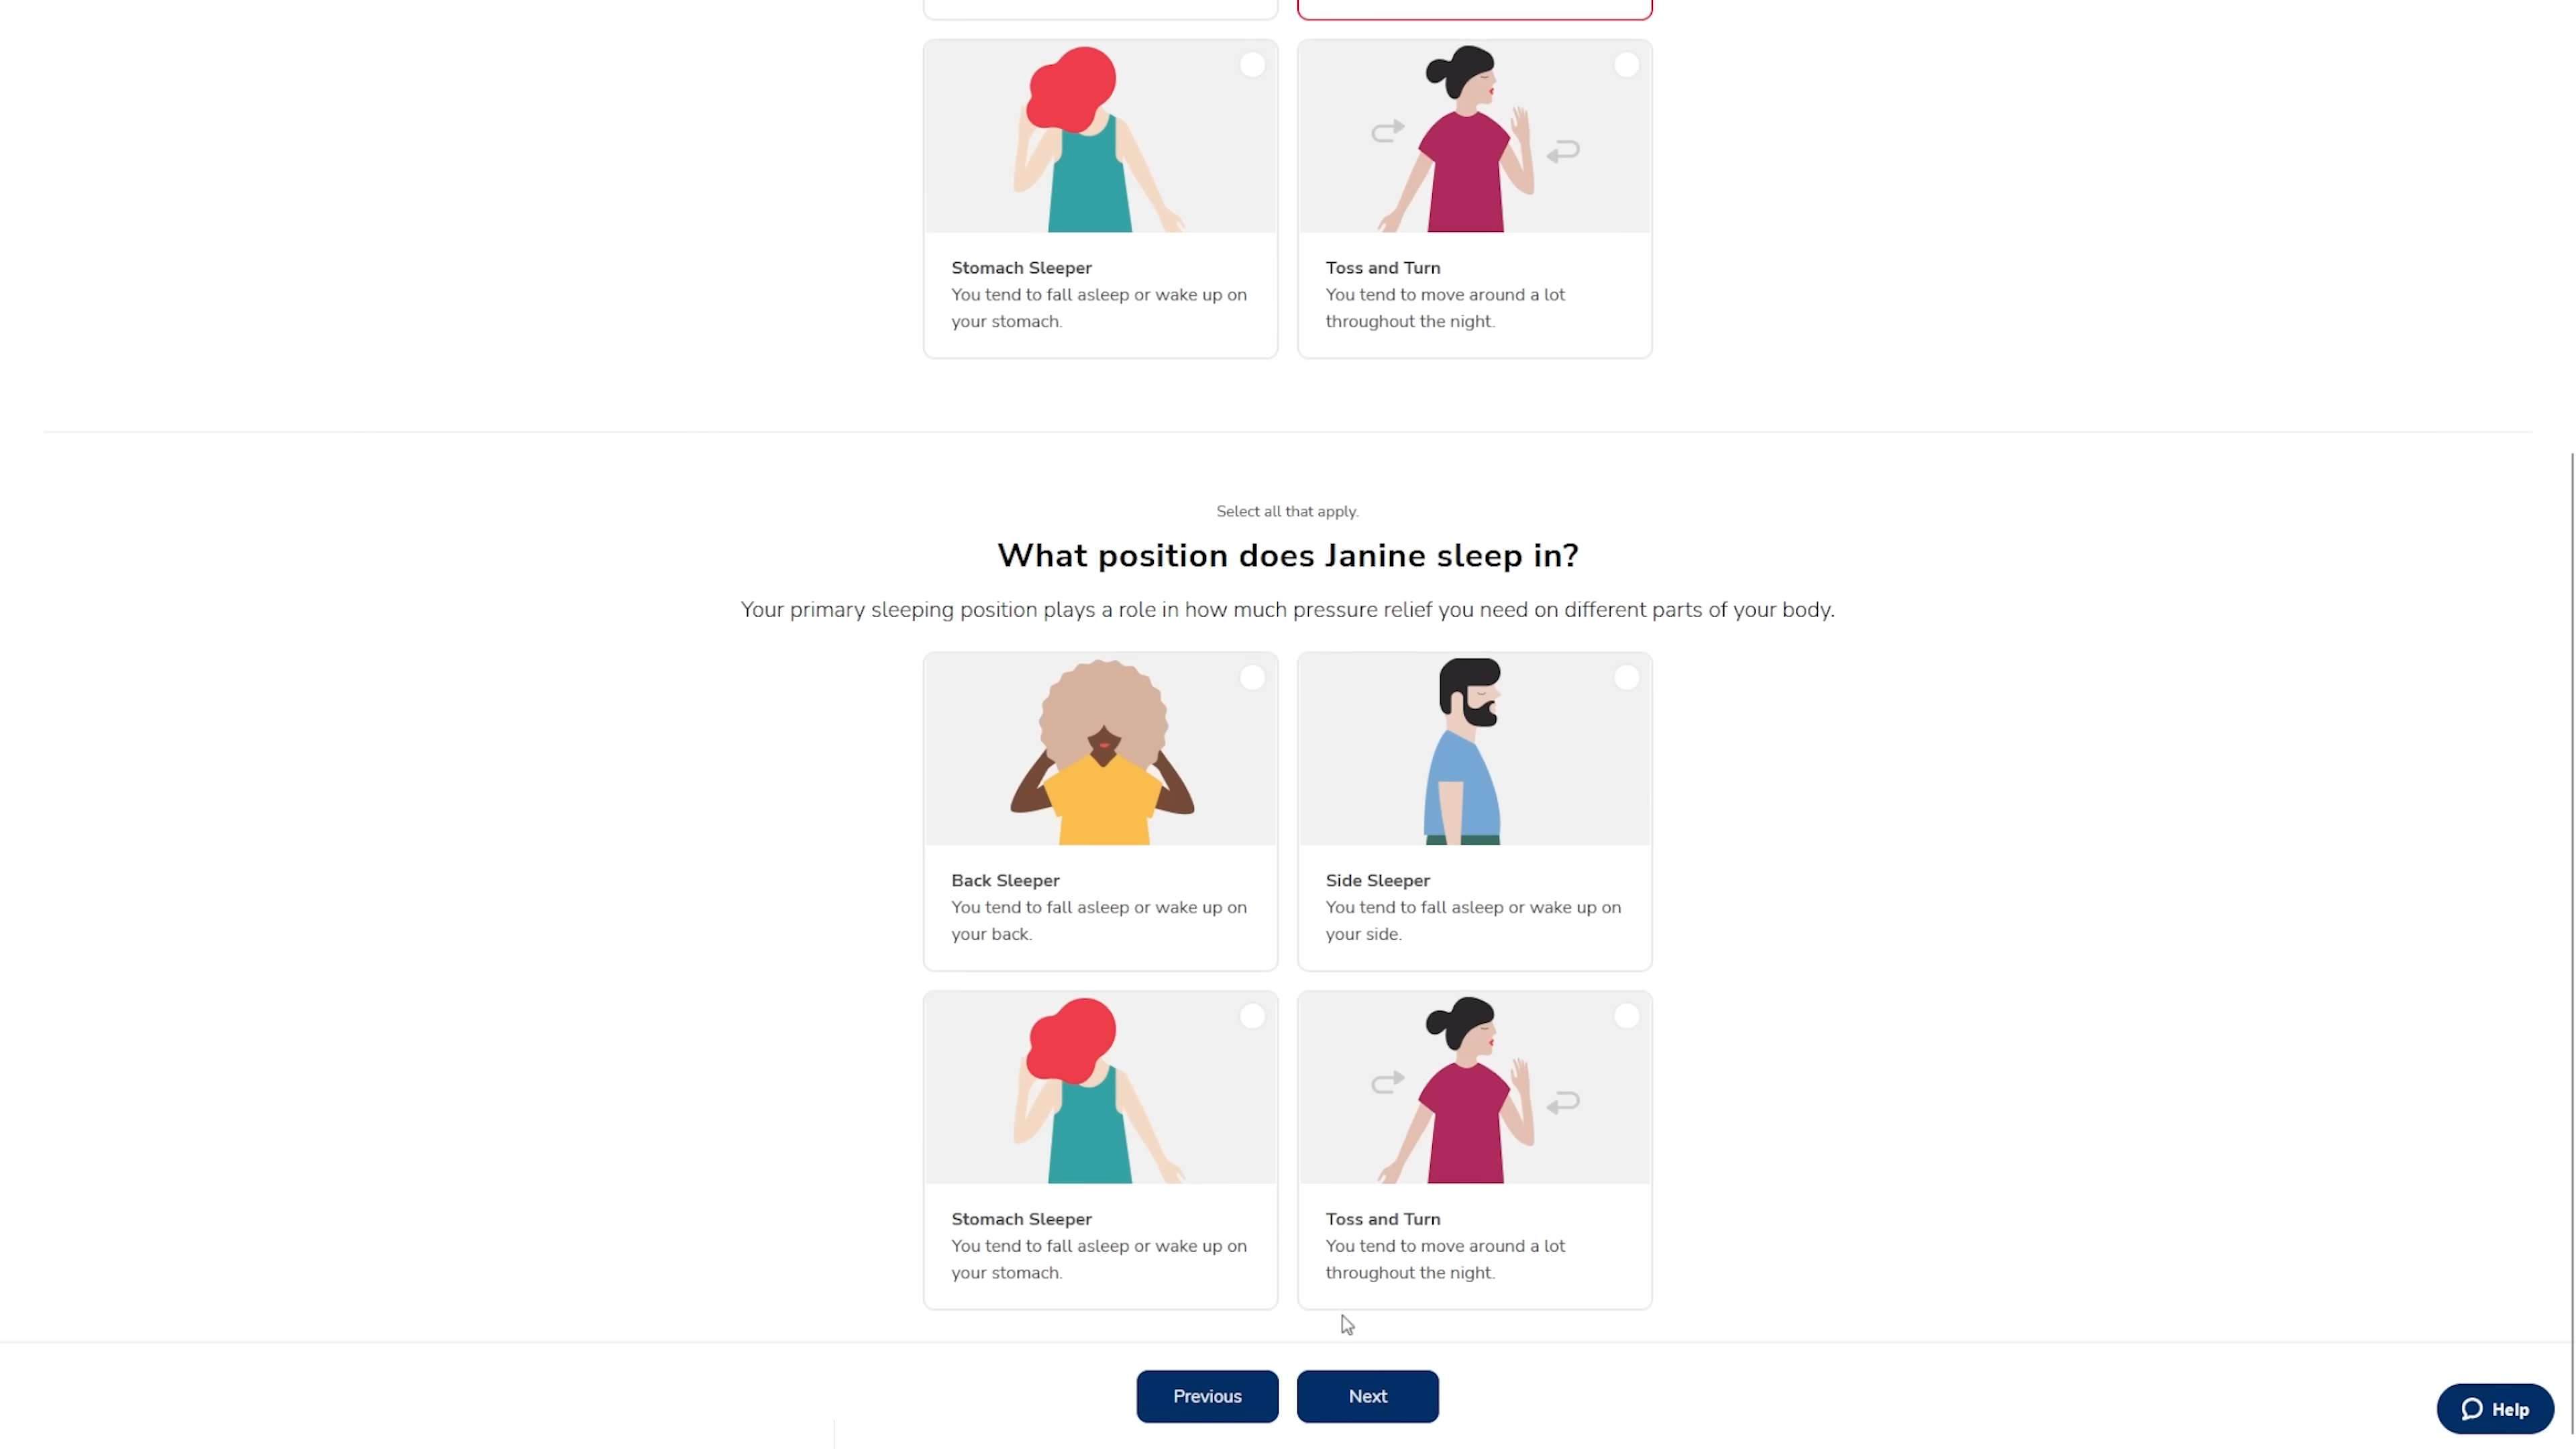 Stomach Sleeper
You tend to fall asleep or wake up on
your stomach.
Toss and Turn
You tend to move around a lot
throughout the night.
Select all that apply.
What position does Janine sleep in?
Your primary sleeping position plays a role in how much pressure relief you need on different parts of your body.
Back Sleeper
You tend to fall asleep or wake up on
your back.
Side Sleeper
You tend to fall asleep or wake up on
your side.
Stomach Sleeper
You tend to fall asleep or wake up on
your stomach.
Toss and Turn
You tend to move around a lot
throughout the night.
Previous
Next
Help